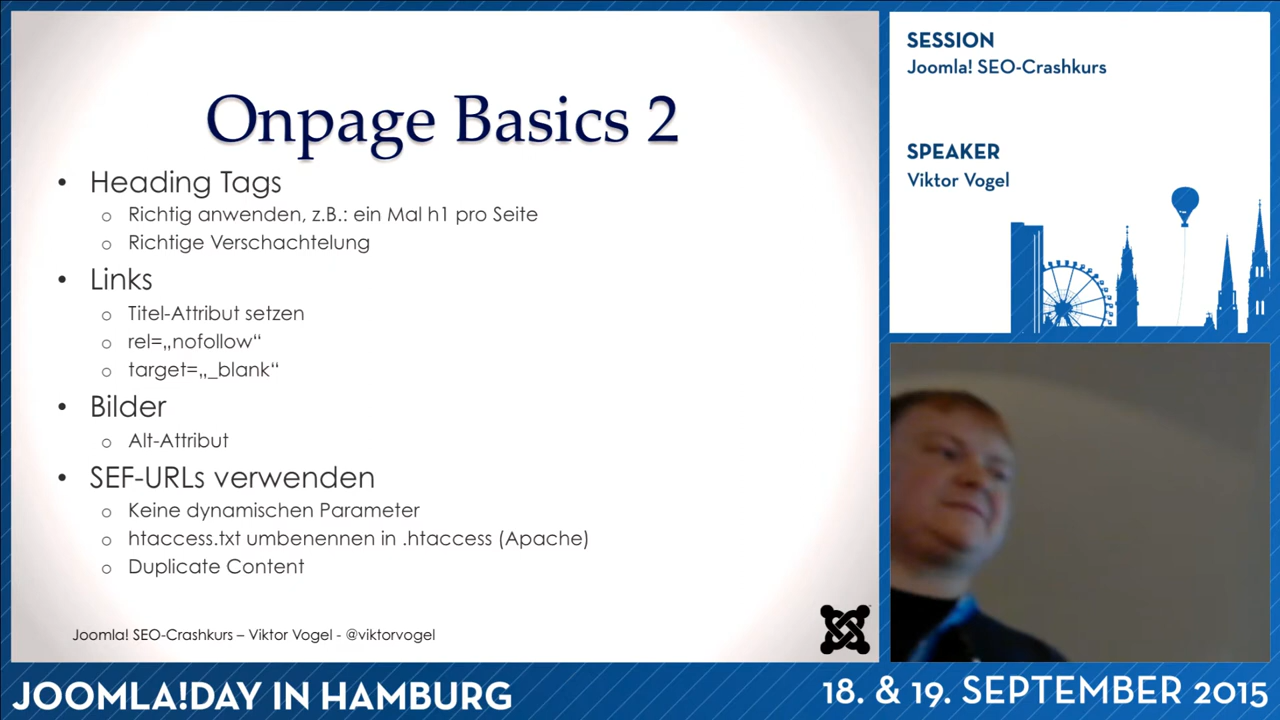 Onpage Basics 2
• Heading Tags
o Richtig anwenden, z.B.: ein Mal h1 pro Seite
o Richtige Verschachtelung
• Links
o Titel-Attribut setzen
o rel=„nofollow“
o target=„_blank“
• Bilder
o Alt-Attribut
• SEF-URLs verwenden
o Keine dynamischen Parameter
o htaccess.txt umbenennen in .htaccess (Apache)
o Duplicate Content
Joomla! SEO-Crashkurs – Viktor Vogel - @viktorvogel
SESSION
Joomla! SEO-Crashkurs
SPEAKER
Viktor Vogel
JOOMLA!DAY IN HAMBURG
18. & 19. SEPTEMBER 2015